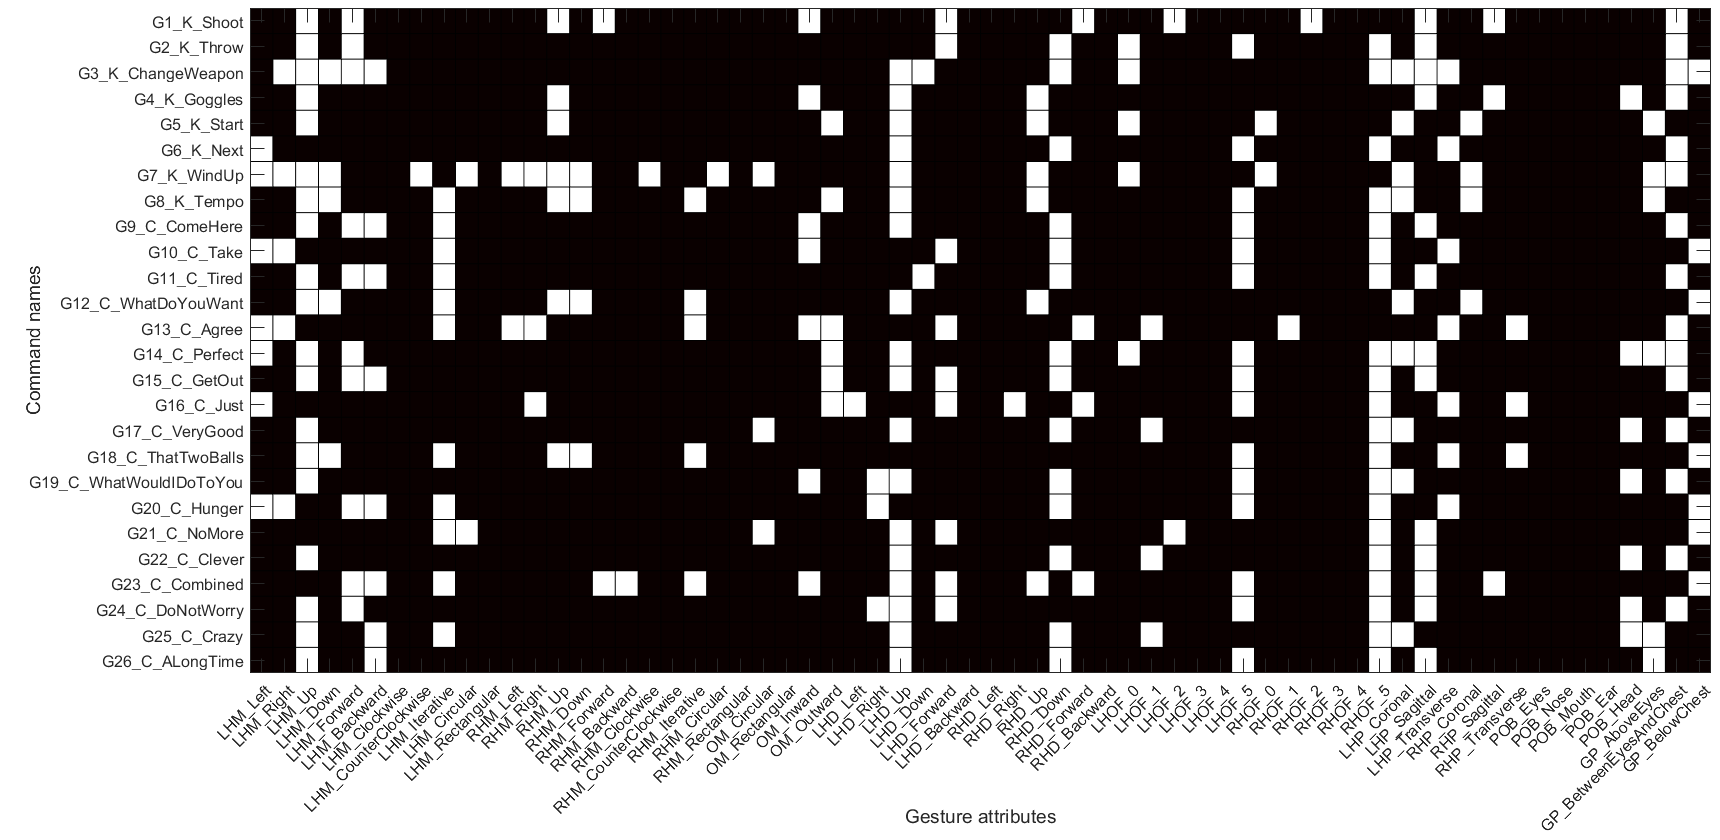 Command names
G1_K_Shoot
G2_K_Throw
G3_K_ChangeWeapon
G4_K_Goggles
G5_K_Start
G6_K_Next
G7_K_WindUp
G8_K_Tempo
G9_C_ComeHere
G10_C_Take
G11_C_Tired
G12_C_WhatDoYouWant
G13_C_Agree
G14_C_Perfect
G15_C_GetOut
G16_C_Just
G17_C_VeryGood
G18_C_ThatTwoBalls
G19_C_WhatWouldIDoToYou
G20_C_Hunger
G21_C_NoMore
G22_C_Clever
G23_C_Combined
G24_C_DoNotWorry
G25_C_Crazy
G26_C_ALongTime
LHM_Left
LHM_Right
LHM_Up
LHM_Down
LHM_Forward
LHM_Backward
LHM_Clockwise
LHM_CounterClockwise
LHM_Iterative
LHM_Circular
LHM_Rectangular
RHM_Left
RHM_Right
RHM_Up
RHM_Down
RHM_Forward
RHM_Backward
RHM_Clockwise
RHM_CounterClockwise
RHM_Iterative
RHM_Circular
RHM_Rectangular
OM_Circular
OM_Rectangular
OM_Inward
OM_Outward
LHD_Left
LHD_Right
LHD_Up
LHD_Down
LHD_Forward
LHD_Backward
RHD_Left
RHD_Right
RHD_Up
RHD_Down
RHD_Forward
RHD_Backward
LHOF_0
LHOF_1
LHOF_2
LHOF_3
LHOF_4
LHOF_5
RHOF_0
RHOF_1
RHOF_2
RHOF_3
RHOF_4
RHOF_5
LHP_Coronal
LHP_Sagittal
LHP_Transverse
RHP_Coronal
RHP_Sagittal
RHP_Transverse
POB_Eyes
POB_Nose
POB_Mouth
POB_Ear
POB_Head
GP_AboveEyes
GP_BetweenEyesAndChest
GP_BelowChest
Gesture attributes